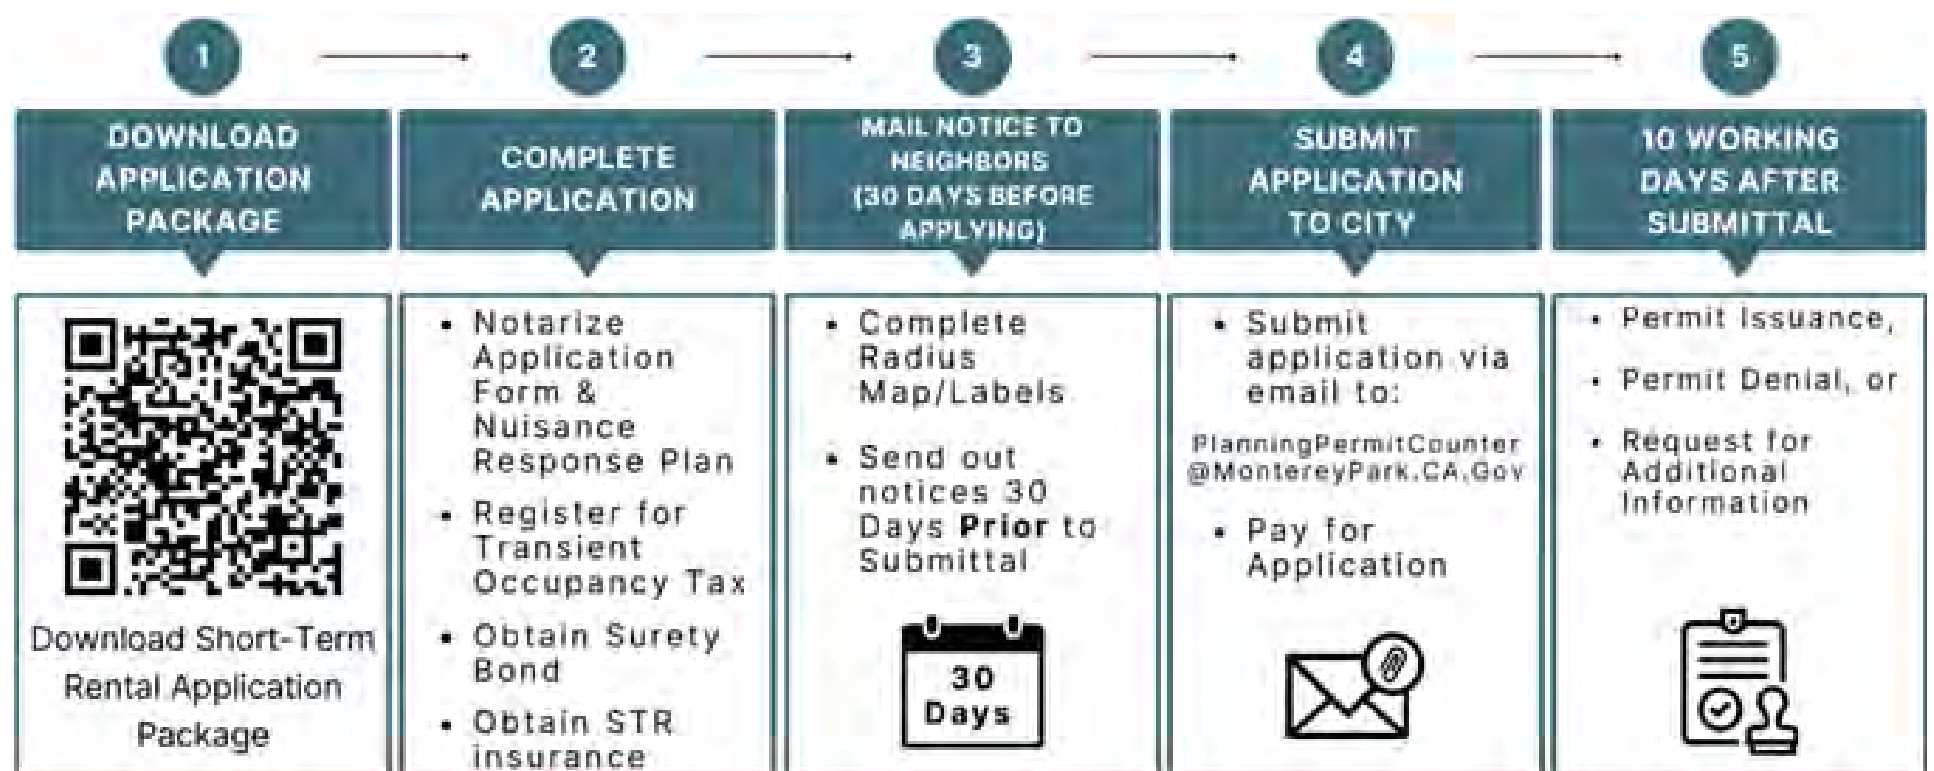 1
2
3
4
5
DOWNLOAD
APPLICATION
PACKAGE
COMPLETE
APPLICATION
MAIL NOTICE TO
NEIGHBORS
(30 DAYS BEFORE
APPLYING)
SUBMIT
APPLICATION
TO CITY
10 WORKING
DAYS AFTER
SUBMITTAL
Download Short-Term
Rental Application
Package
• Notarize
Application
Form &
Nuisance
Response Plan
• Register for
Transient
Occupancy Tax
• Obtain Surety
Bond
• Obtain STR
insurance
• Complete
Radius
Map/Labels
• Send out
notices 30
Days Prior to
Submittal
30
Days
• Submit
application via
email to:
PlanningPermitCounter
@MontereyPark.CA.Gov
• Pay for
Application
• Permit Issuance,
• Permit Denial, or
• Request for
Additional
Information